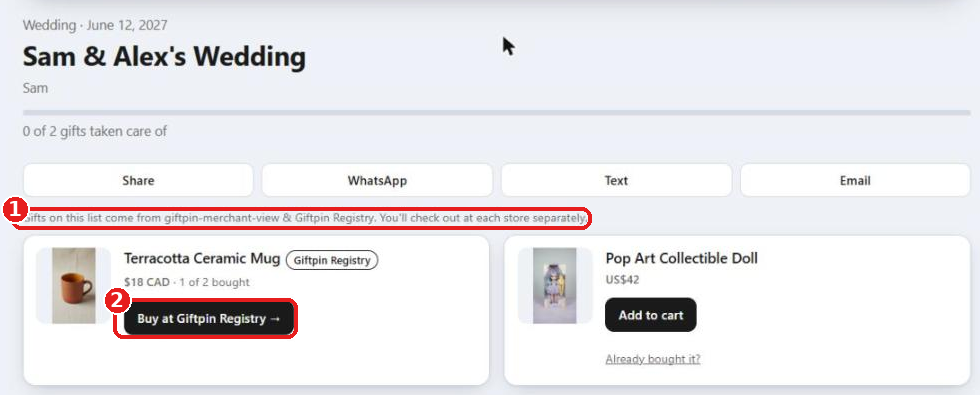 Wedding · June 12, 2027
Sam & Alex's Wedding
Sam
0 of 2 gifts taken care of
Share
WhatsApp
Text
Email
1
Gifts on this list come from giftpin-merchant-view & Giftpin Registry. You'll check out at each store separately.
Terracotta Ceramic Mug Giftpin Registry
$18 CAD · 1 of 2 bought
2
Buy at Giftpin Registry →
Pop Art Collectible Doll
US$42
Add to cart
Already bought it?